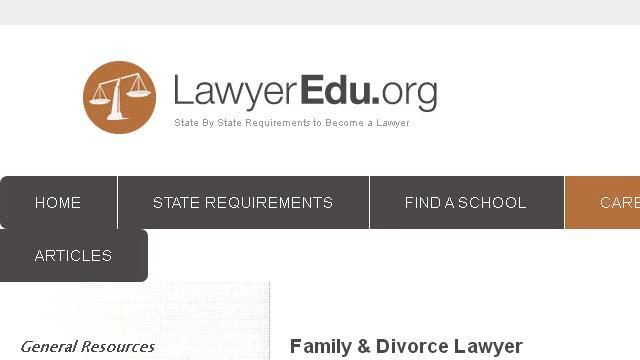 LawyerEdu.org
State By State Requirements to Become a Lawyer
HOME STATE REQUIREMENTS FIND A SCHOOL CARE
ARTICLES
General Resources
Family & Divorce Lawyer